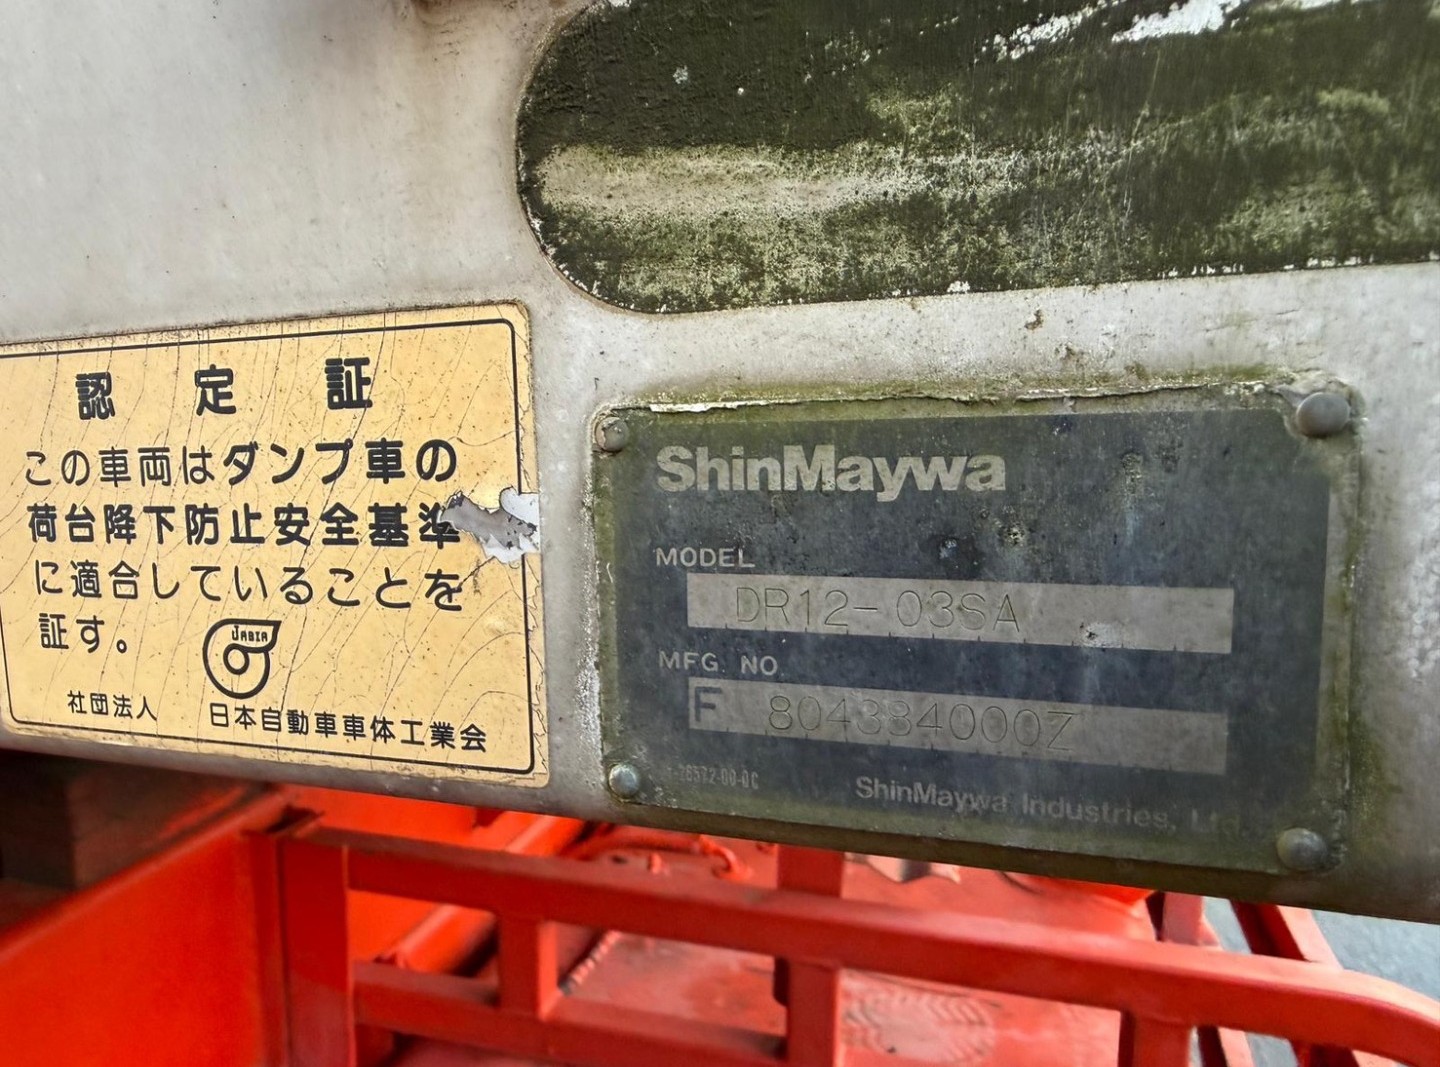 認定証
この車両はダンプ車の
荷台降下防止安全基準
に適合していることを
証す。
JABIA
社団法人 日本自動車車体工業会
ShinMaywa
MODEL
DR12-03SA
MFG. NO.
F 804384000Z
ShinMaywa Industries, Ltd.